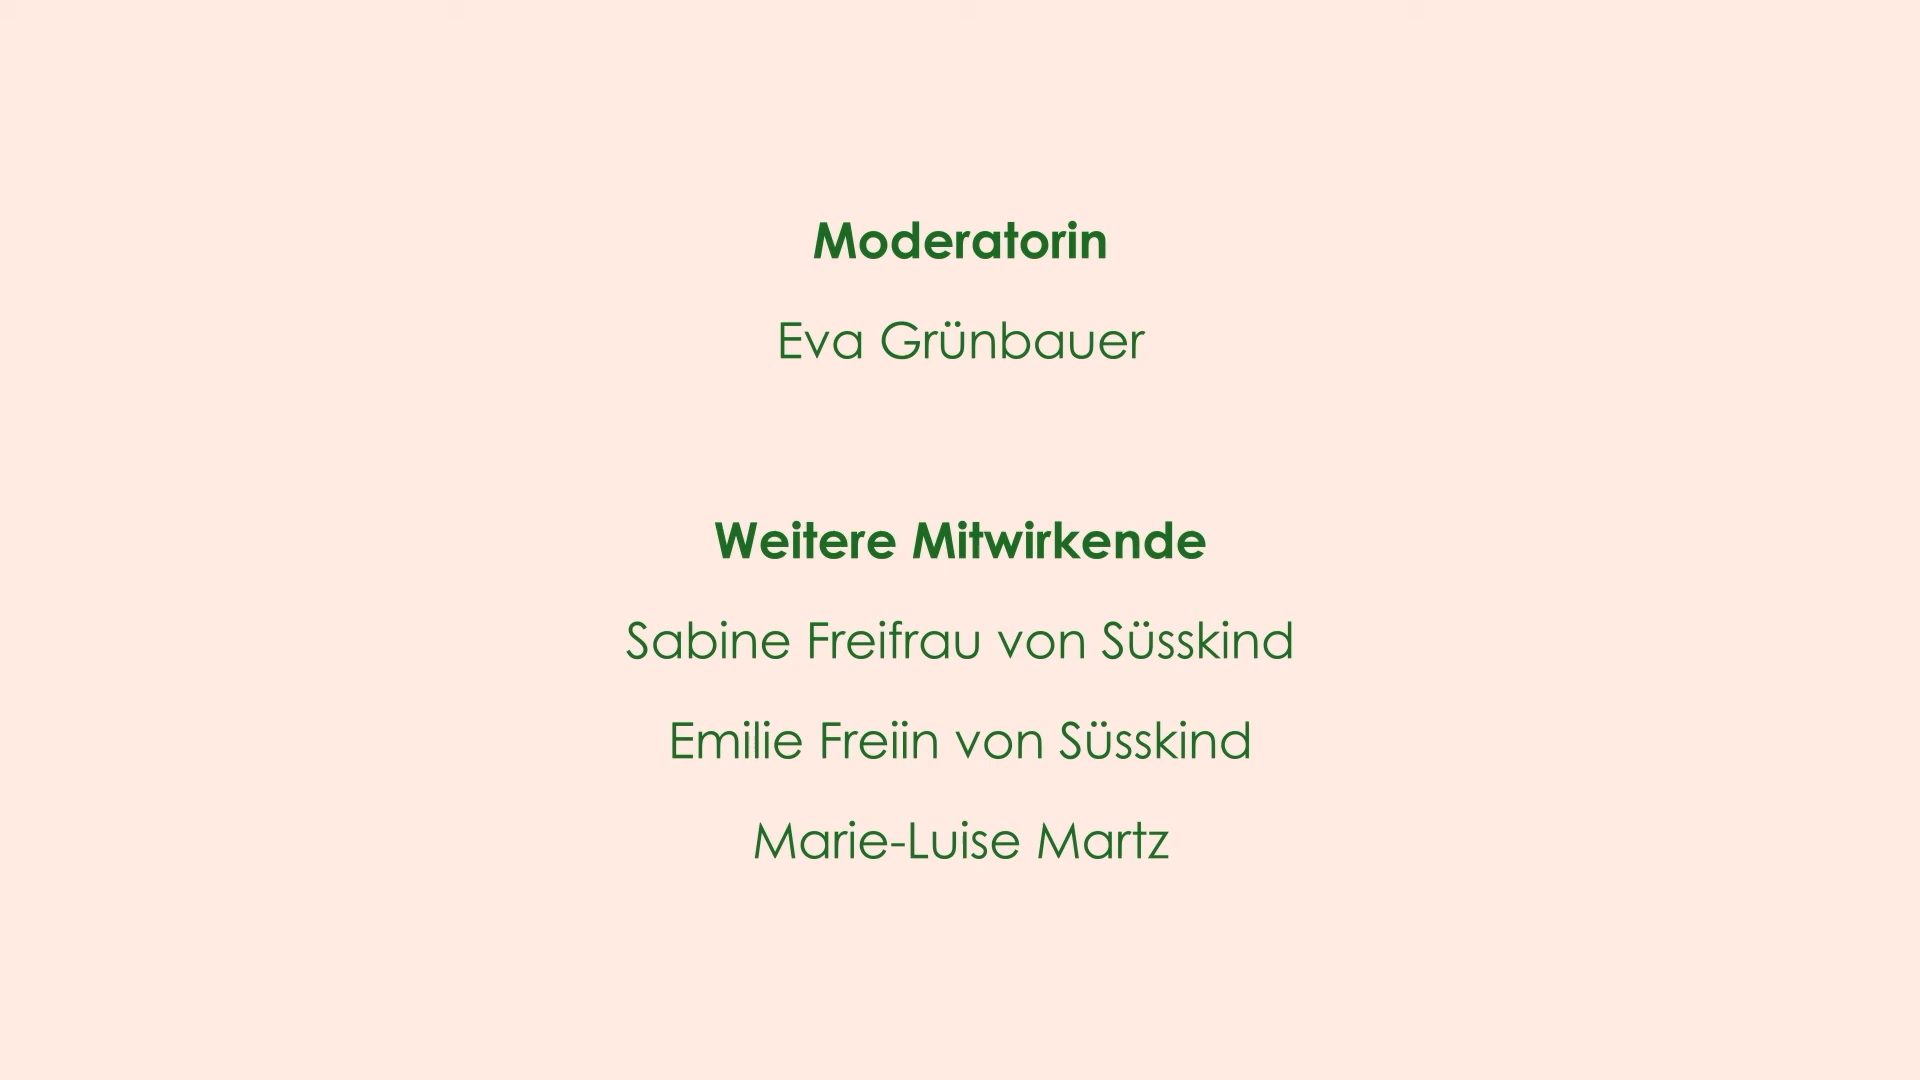 Moderatorin
Eva Grünbauer
Weitere Mitwirkende
Sabine Freifrau von Süsskind
Emilie Freiin von Süsskind
Marie-Luise Martz